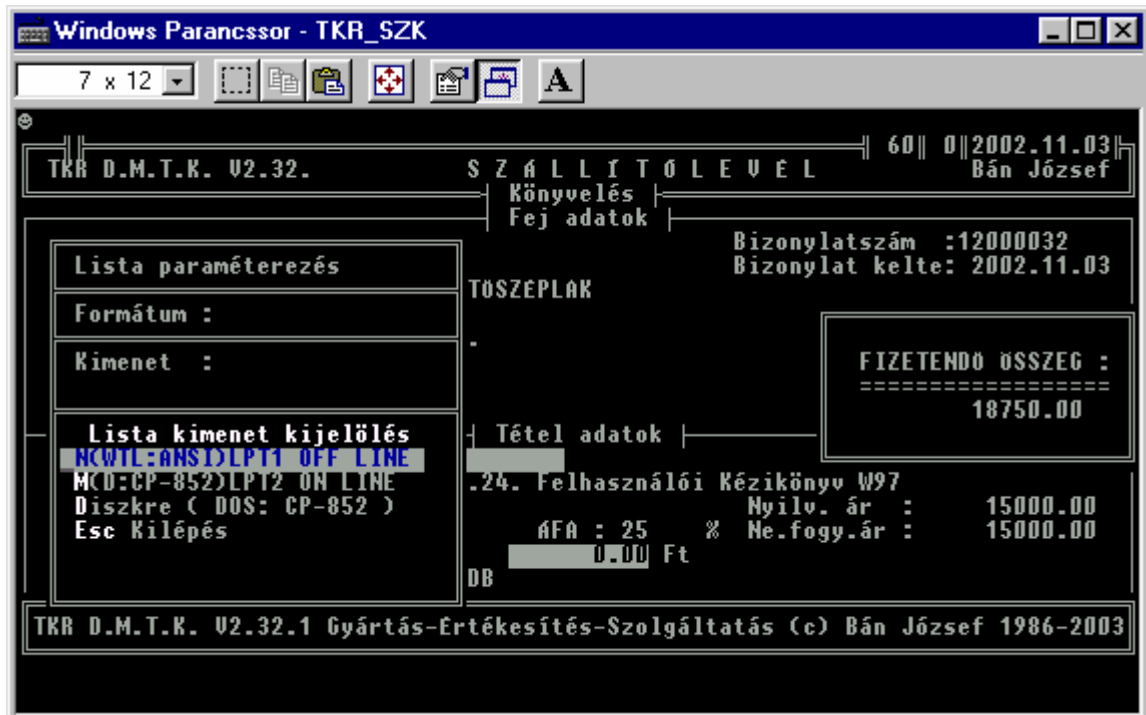 Windows Parancssor - TKR_SZK
7 x 12
A
60 0 2002.11.03
TKR D.M.T.K. V2.32. S Z Á L L Í T Ó L E V É L Bán József
Könyvelés
Fej adatok
Bizonylatszám :12000032
Lista paraméterezés Bizonylat kelte: 2002.11.03
TÖSZÉPLAK
Formátum :
Kimenet : - FIZETENDŐ ÖSSZEG :
===================
18750.00
Lista kimenet kijelölés Tétel adatok
N(WTL:ANSI)LPT1 OFF LINE
M(D:CP-852)LPT2 ON LINE .24. Felhasználói Kézikönyv W97
Diszkre ( DOS: CP-852 ) Nyilv. ár : 15000.00
Esc Kilépés ÁFA : 25 % Ne.fogy.ár : 15000.00
0.00 Ft
DB
TKR D.M.T.K. V2.32.1 Gyártás-Értékesítés-Szolgáltatás (c) Bán József 1986-2003